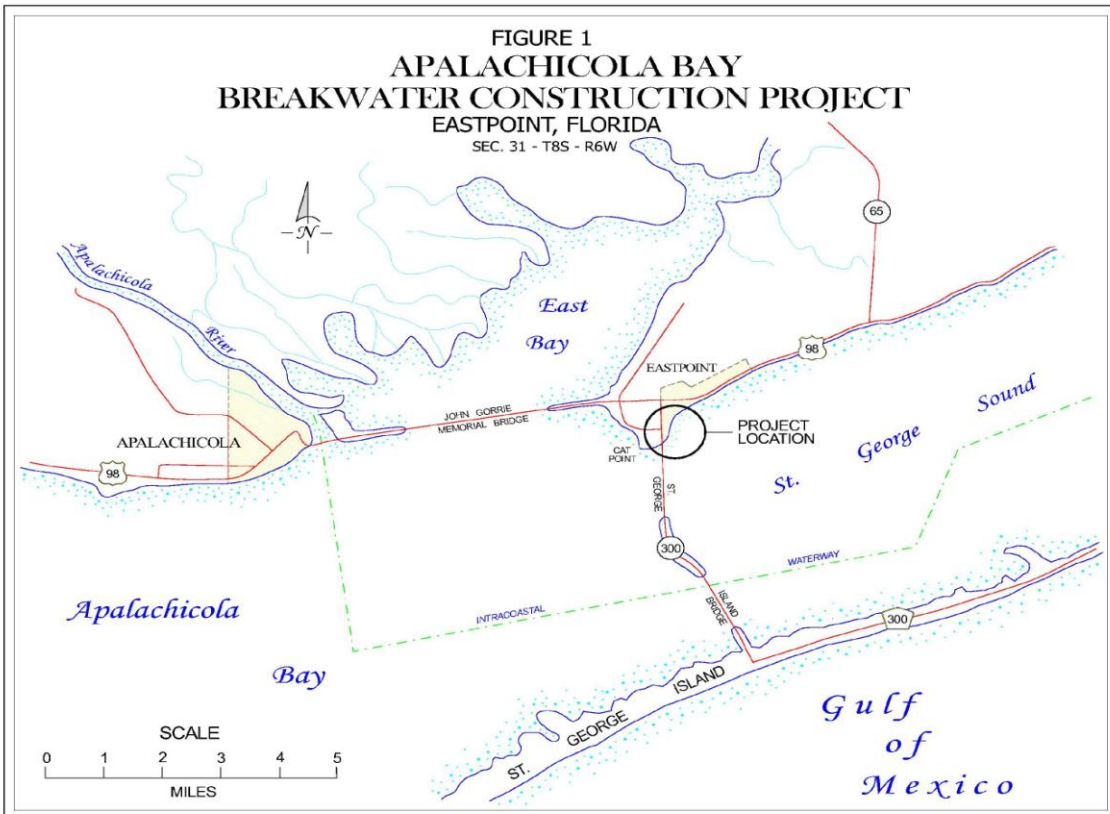 FIGURE 1
APALACHICOLA BAY
BREAKWATER CONSTRUCTION PROJECT
EASTPOINT, FLORIDA
SEC. 31 - T8S - R6W
65
N
Apalachicola
River
East
Bay
98
EASTPOINT
Sound
JOHN GORRIE
MEMORIAL BRIDGE
PROJECT
LOCATION
George
APALACHICOLA
CAT
POINT
98
St.
ST.
GEORGE
300
WATERWAY
Apalachicola
INTRACOASTAL
ISLAND
BRIDGE
300
Bay
ST. GEORGE ISLAND
Gulf
of
Mexico
SCALE
0 1 2 3 4 5
MILES